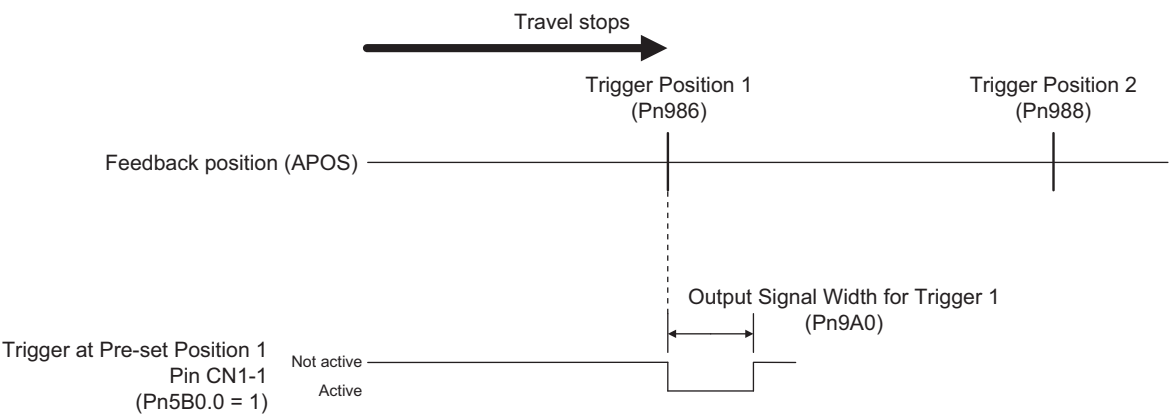 Travel stops
Trigger Position 1
(Pn986)
Trigger Position 2
(Pn988)
Feedback position (APOS)
Output Signal Width for Trigger 1
(Pn9A0)
Trigger at Pre-set Position 1
Pin CN1-1
(Pn5B0.0 = 1)
Not active
Active